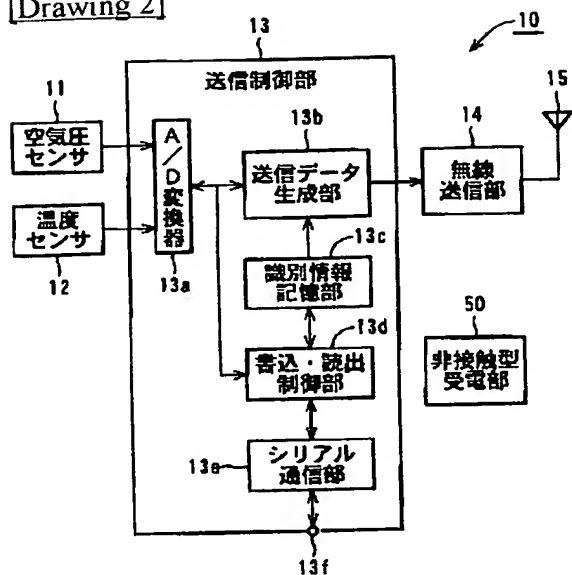 [Drawing 2]
10
13
送信制御部
15
11
空気圧
センサ
A/D変換器
13a
13b
送信データ
生成部
14
無線
送信部
温度
センサ
12
13c
識別情報
記憶部
13d
書込・読出
制御部
50
非接触型
受電部
13e
シリアル
通信部
13f